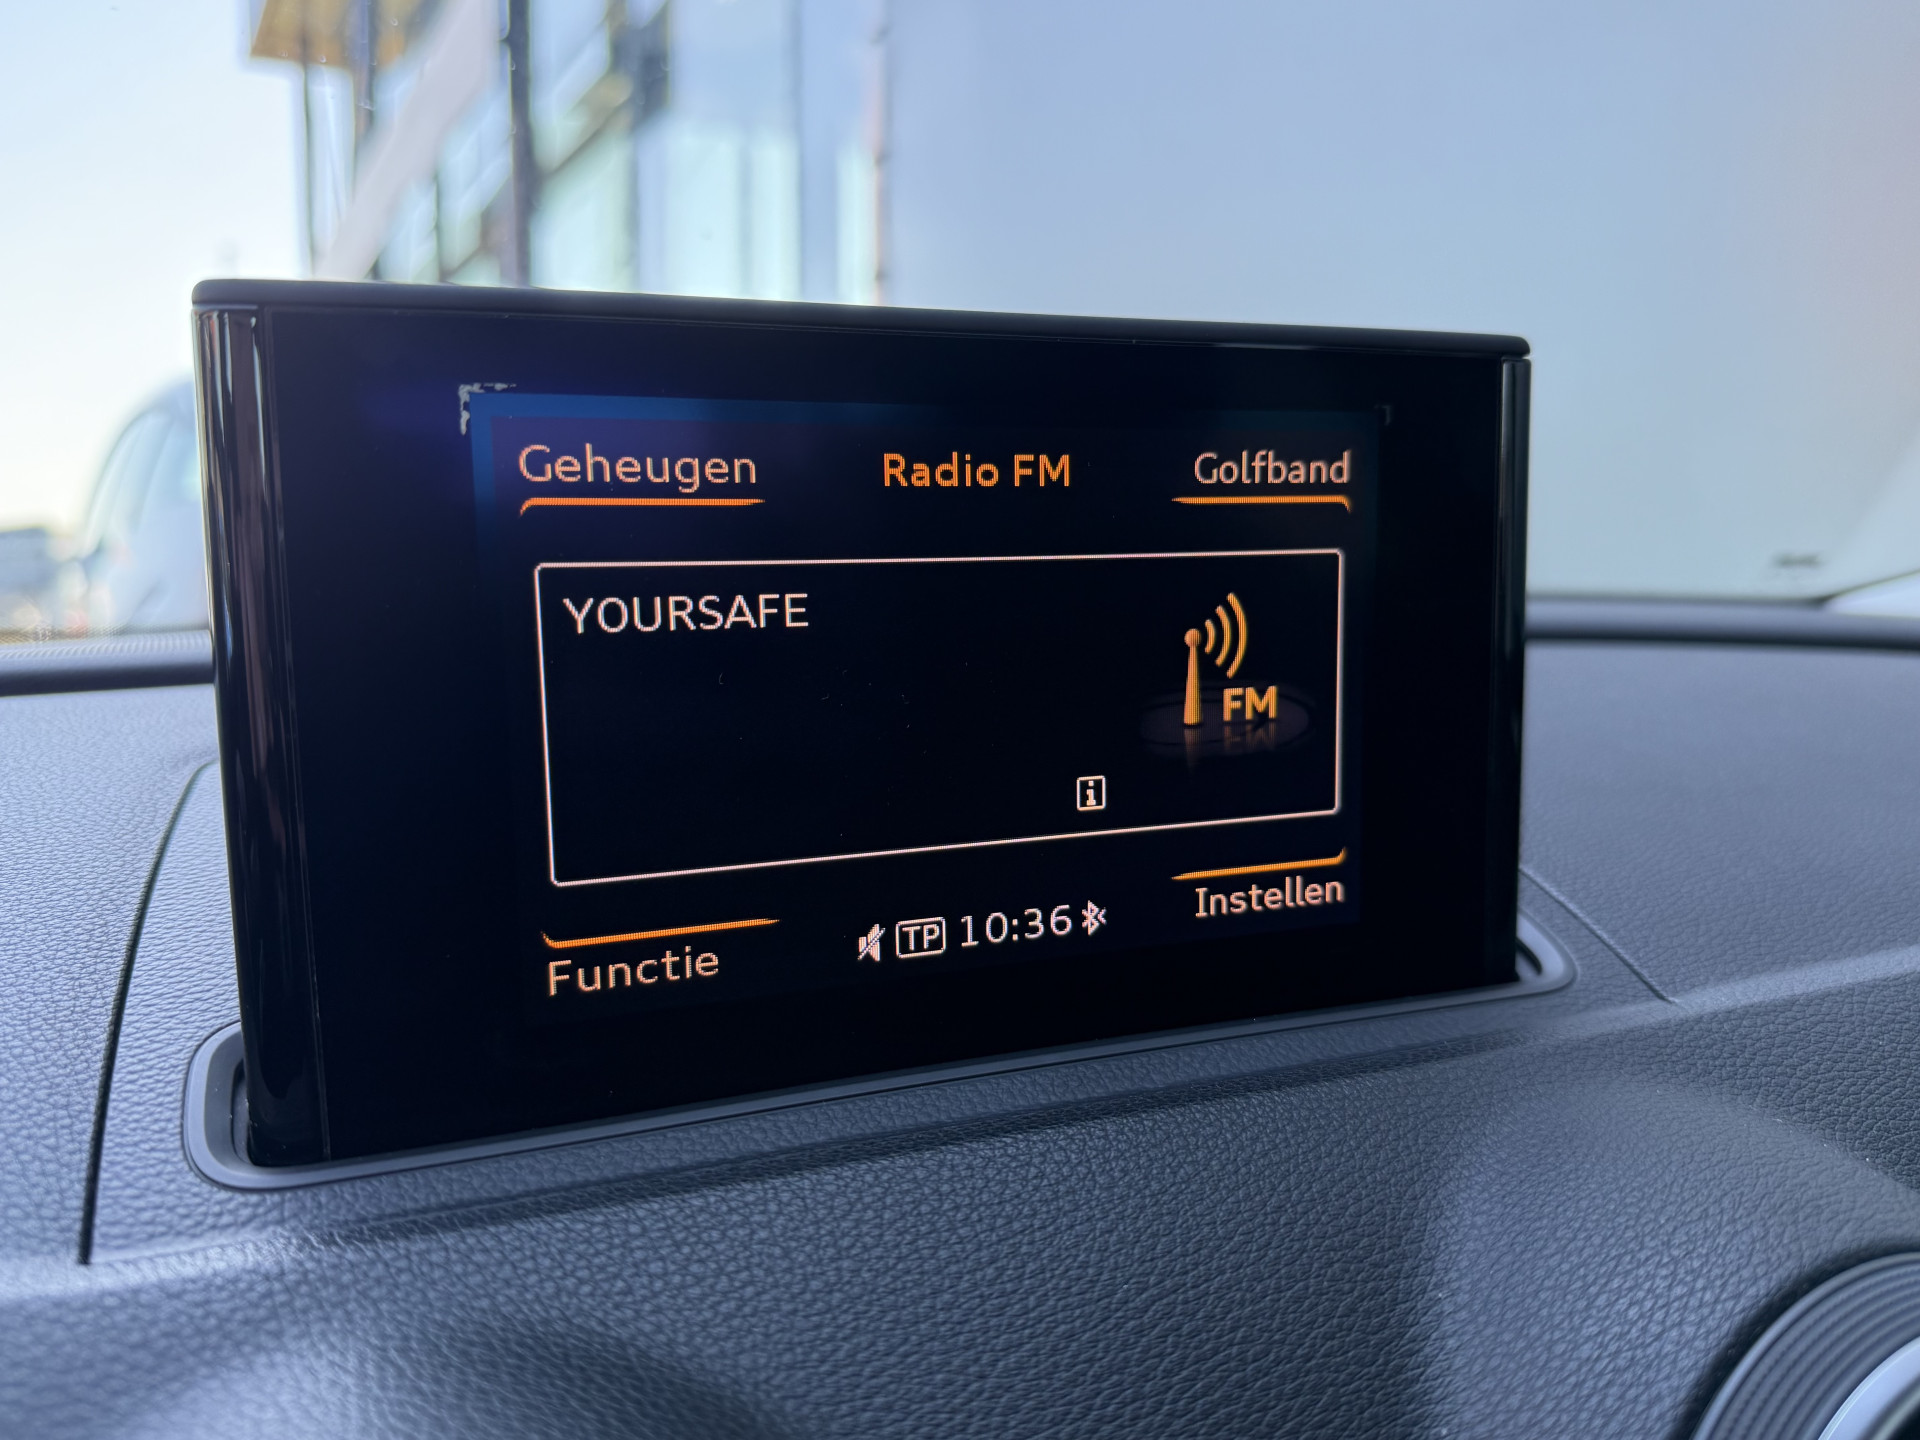 Geheugen Radio FM Golfband
YOURSAFE
FM
i
Instellen
Functie TP 10:36